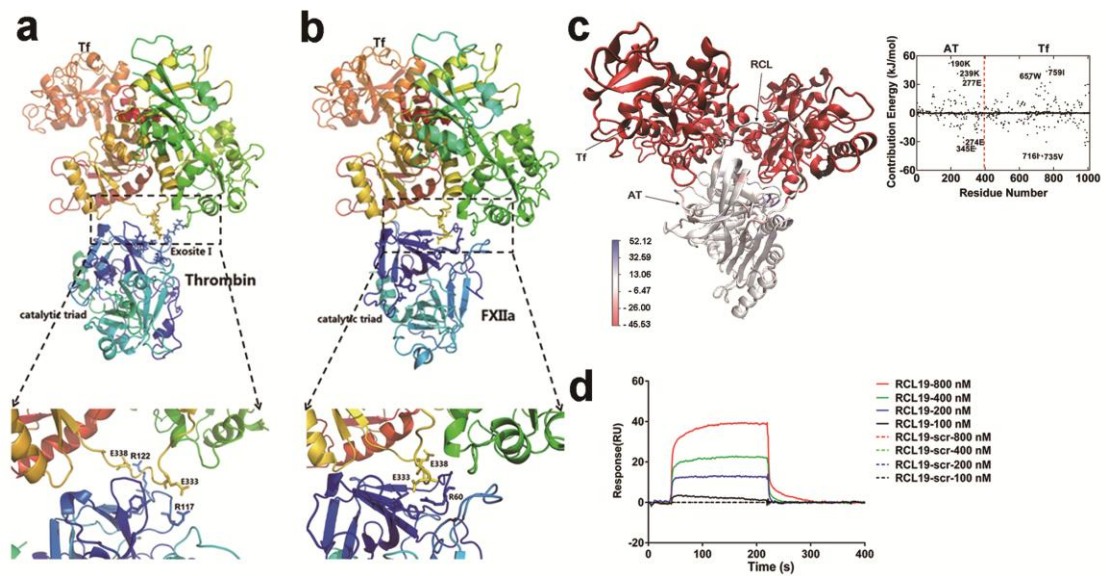 a
Tf
Exosite I
Thrombin
catalytic triad
E338
R122
E333
R117
b
Tf
catalytic triad
FXIIa
E338
E333
R60
c
RCL
Tf
AT
52.12
32.59
13.06
- 6.47
- 26.00
- 45.53
AT Tf
Contribution Energy (kJ/mol)
60
30
0
-30
-60
190K
239K
277E
657W
759I
274E
345E
716I
735V
0 200 400 600 800 1000
Residue Number
d
Response(RU)
60
40
20
0
-20
0 100 200 300 400
Time (s)
RCL19-800 nM
RCL19-400 nM
RCL19-200 nM
RCL19-100 nM
RCL19-scr-800 nM
RCL19-scr-400 nM
RCL19-scr-200 nM
RCL19-scr-100 nM